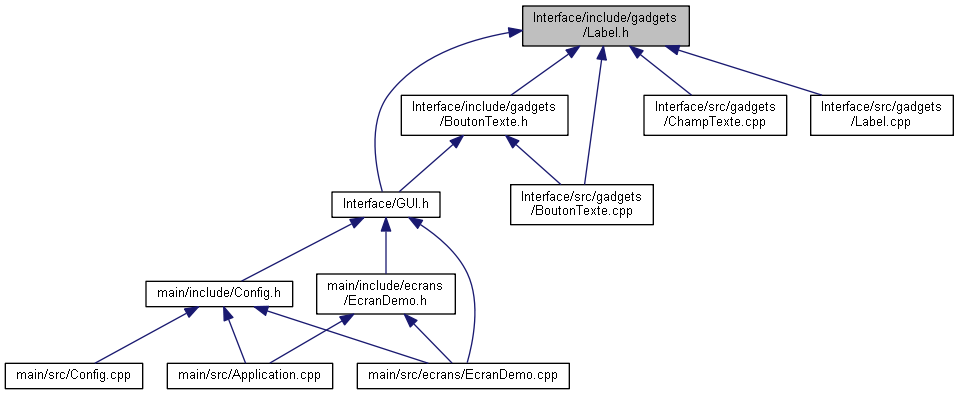 Interface/include/gadgets
/Label.h
Interface/include/gadgets
/BoutonTexte.h
Interface/src/gadgets
/ChampTexte.cpp
Interface/src/gadgets
/Label.cpp
Interface/GUI.h
Interface/src/gadgets
/BoutonTexte.cpp
main/include/Config.h
main/include/ecrans
/EcranDemo.h
main/src/Config.cpp
main/src/Application.cpp
main/src/ecrans/EcranDemo.cpp